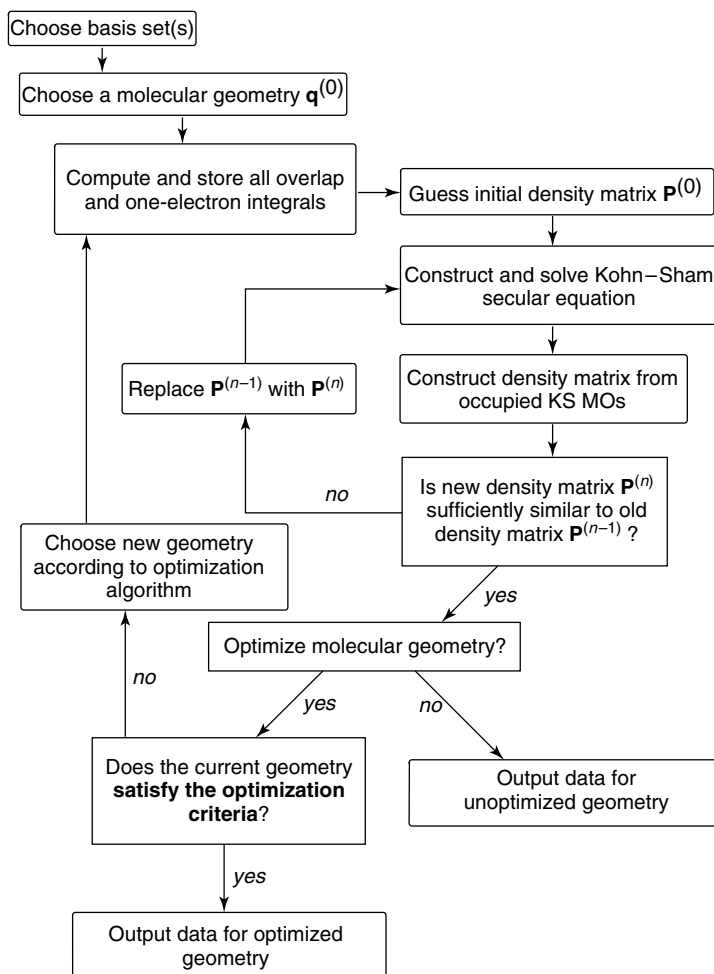 Choose basis set(s)
Choose a molecular geometry q(0)
Compute and store all overlap
and one-electron integrals
Guess initial density matrix P(0)
Construct and solve Kohn–Sham
secular equation
Replace P(n−1) with P(n)
Construct density matrix from
occupied KS MOs
no
Is new density matrix P(n)
sufficiently similar to old
density matrix P(n−1) ?
Choose new geometry
according to optimization
algorithm
yes
Optimize molecular geometry?
no
yes
no
Does the current geometry
satisfy the optimization
criteria?
Output data for
unoptimized geometry
yes
Output data for optimized
geometry